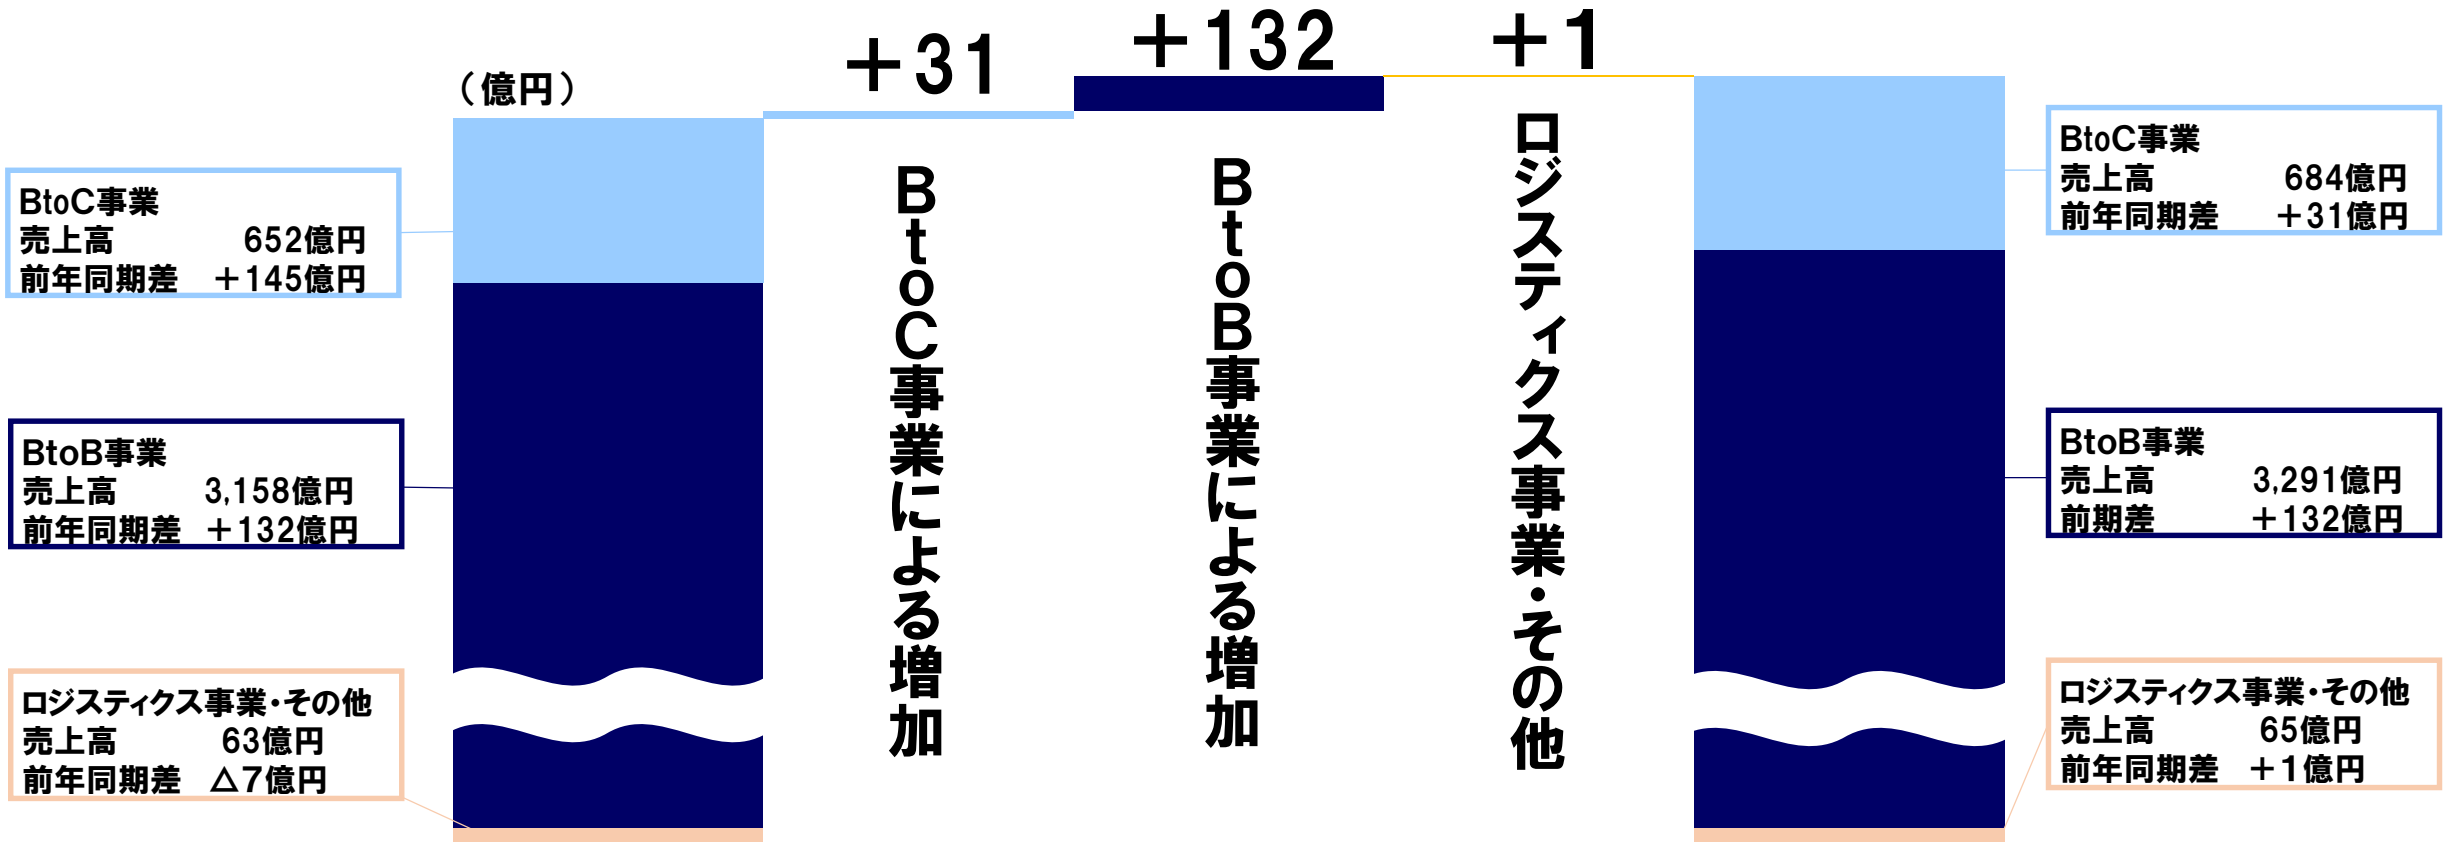 （億円）
BtoC事業
売上高 652億円
前年同期差 ＋145億円
BtoB事業
売上高 3,158億円
前年同期差 ＋132億円
ロジスティクス事業・その他
売上高 63億円
前年同期差 △7億円
＋31
BtoC事業による増加
＋132
BtoB事業による増加
＋1
ロジスティクス事業・その他
BtoC事業
売上高 684億円
前年同期差 ＋31億円
BtoB事業
売上高 3,291億円
前期差 ＋132億円
ロジスティクス事業・その他
売上高 65億円
前年同期差 ＋1億円